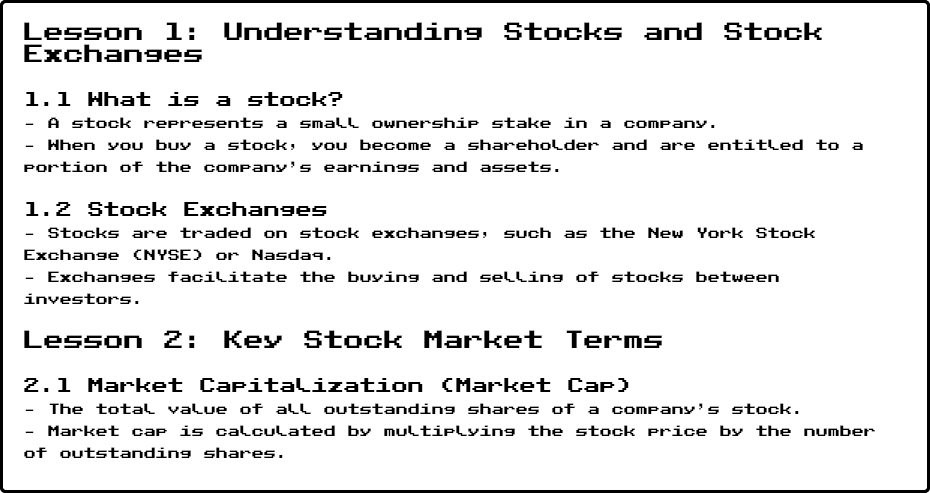 Lesson 1: Understanding Stocks and Stock
Exchanges
1.1 What is a stock?
- A stock represents a small ownership stake in a company.
- When you buy a stock, you become a shareholder and are entitled to a
portion of the company's earnings and assets.
1.2 Stock Exchanges
- Stocks are traded on stock exchanges, such as the New York Stock
Exchange (NYSE) or Nasdaq.
- Exchanges facilitate the buying and selling of stocks between
investors.
Lesson 2: Key Stock Market Terms
2.1 Market Capitalization (Market Cap)
- The total value of all outstanding shares of a company's stock.
- Market cap is calculated by multiplying the stock price by the number
of outstanding shares.